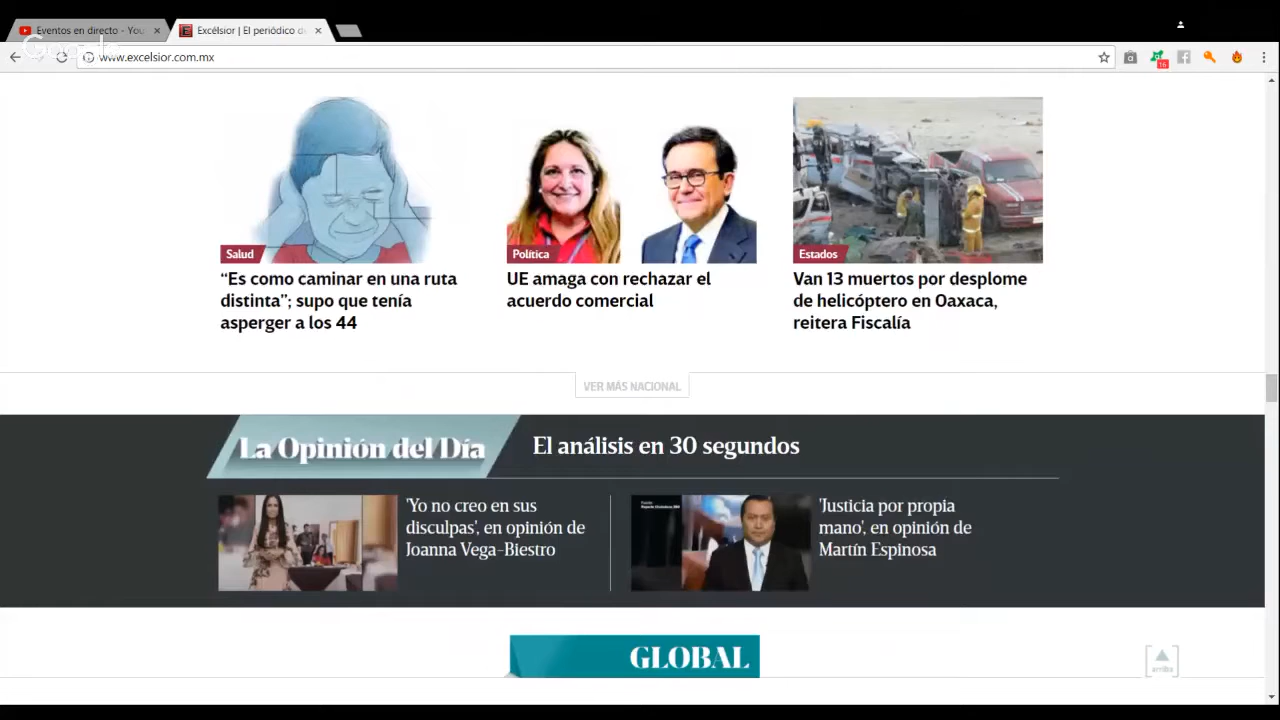 Eventos en directo - You
Excélsior | El periódico d
Google
www.excelsior.com.mx
16
Salud
“Es como caminar en una ruta
distinta”; supo que tenía
asperger a los 44
Política
UE amaga con rechazar el
acuerdo comercial
Estados
Van 13 muertos por desplome
de helicóptero en Oaxaca,
reitera Fiscalía
VER MÁS NACIONAL
La Opinión del Día
El análisis en 30 segundos
'Yo no creo en sus
disculpas', en opinión de
Joanna Vega-Biestro
'Justicia por propia
mano', en opinión de
Martín Espinosa
GLOBAL
arriba